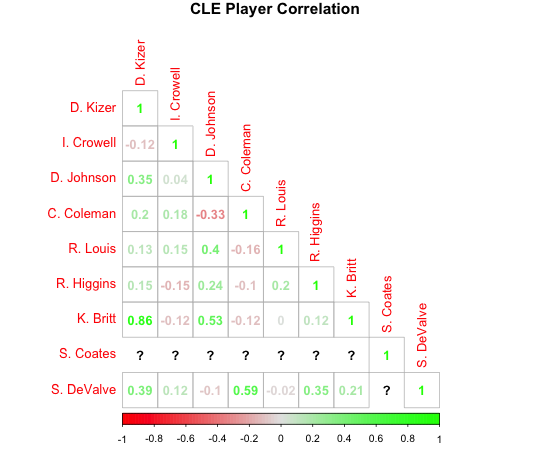 CLE Player Correlation
D. Kizer
I. Crowell
D. Johnson
C. Coleman
R. Louis
R. Higgins
K. Britt
S. Coates
S. DeValve
D. Kizer 1
I. Crowell -0.12 1
D. Johnson 0.35 0.04 1
C. Coleman 0.2 0.18 -0.33 1
R. Louis 0.13 0.15 0.4 -0.16 1
R. Higgins 0.15 -0.15 0.24 -0.1 0.2 1
K. Britt 0.86 -0.12 0.53 -0.12 0 0.12 1
S. Coates ? ? ? ? ? ? ? 1
S. DeValve 0.39 0.12 -0.1 0.59 -0.02 0.35 0.21 ? 1
-1 -0.8 -0.6 -0.4 -0.2 0 0.2 0.4 0.6 0.8 1